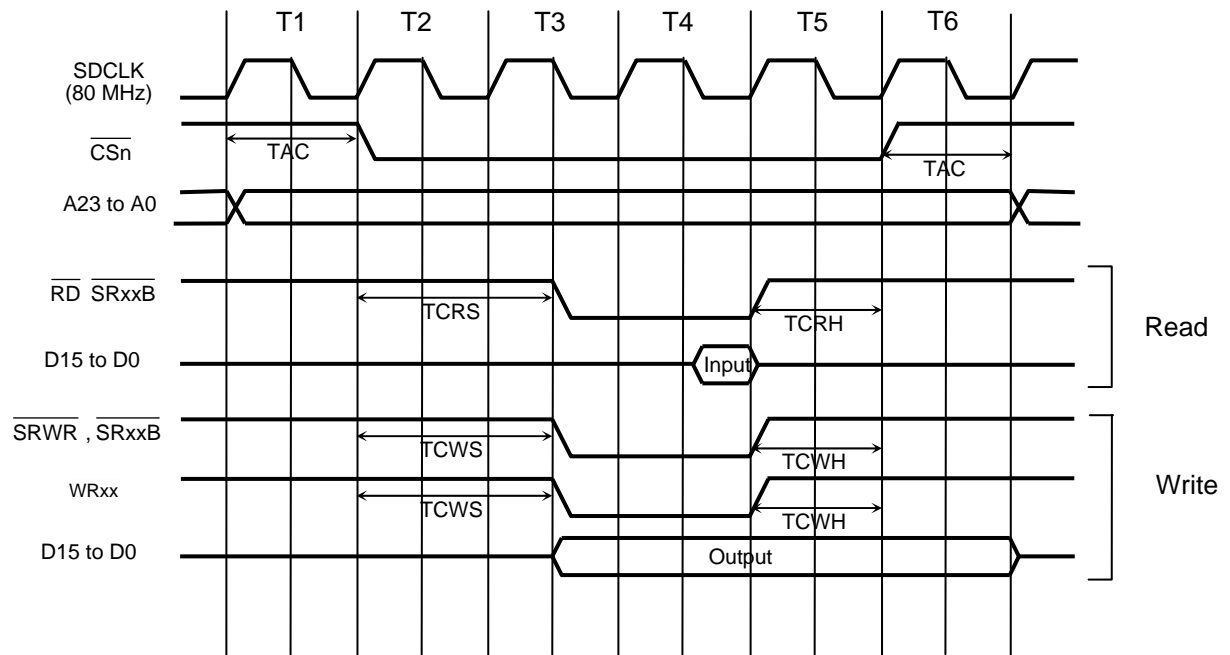 T1 T2 T3 T4 T5 T6
SDCLK
(80 MHz)
CSn
TAC TAC
A23 to A0
RD SRxxB
TCRS TCRH
Read
D15 to D0
Input
SRWR , SRxxB
TCWS TCWH
WRxx
Write
TCWS TCWH
D15 to D0
Output